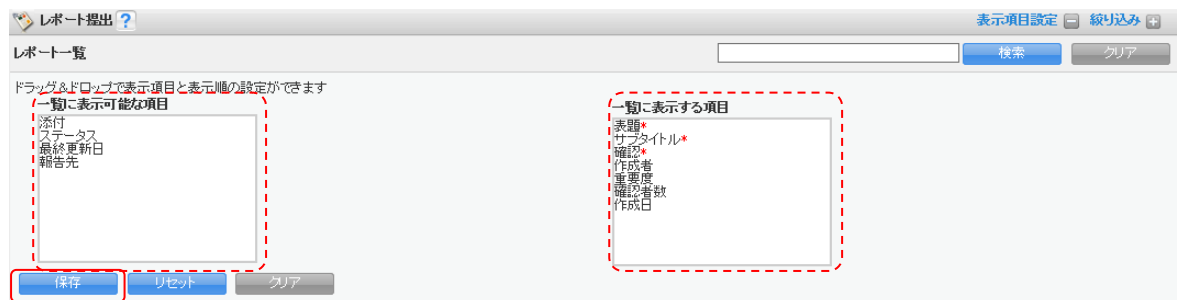 レポート提出 ? 表示項目設定 絞り込み
レポート一覧 検索 クリア
ドラッグ&ドロップで表示項目と表示順の設定ができます
一覧に表示可能な項目
添付
ステータス
最終更新日
報告先
一覧に表示する項目
表題*
サブタイトル*
確認*
作成者
重要度
確認者数
作成日
保存 リセット クリア